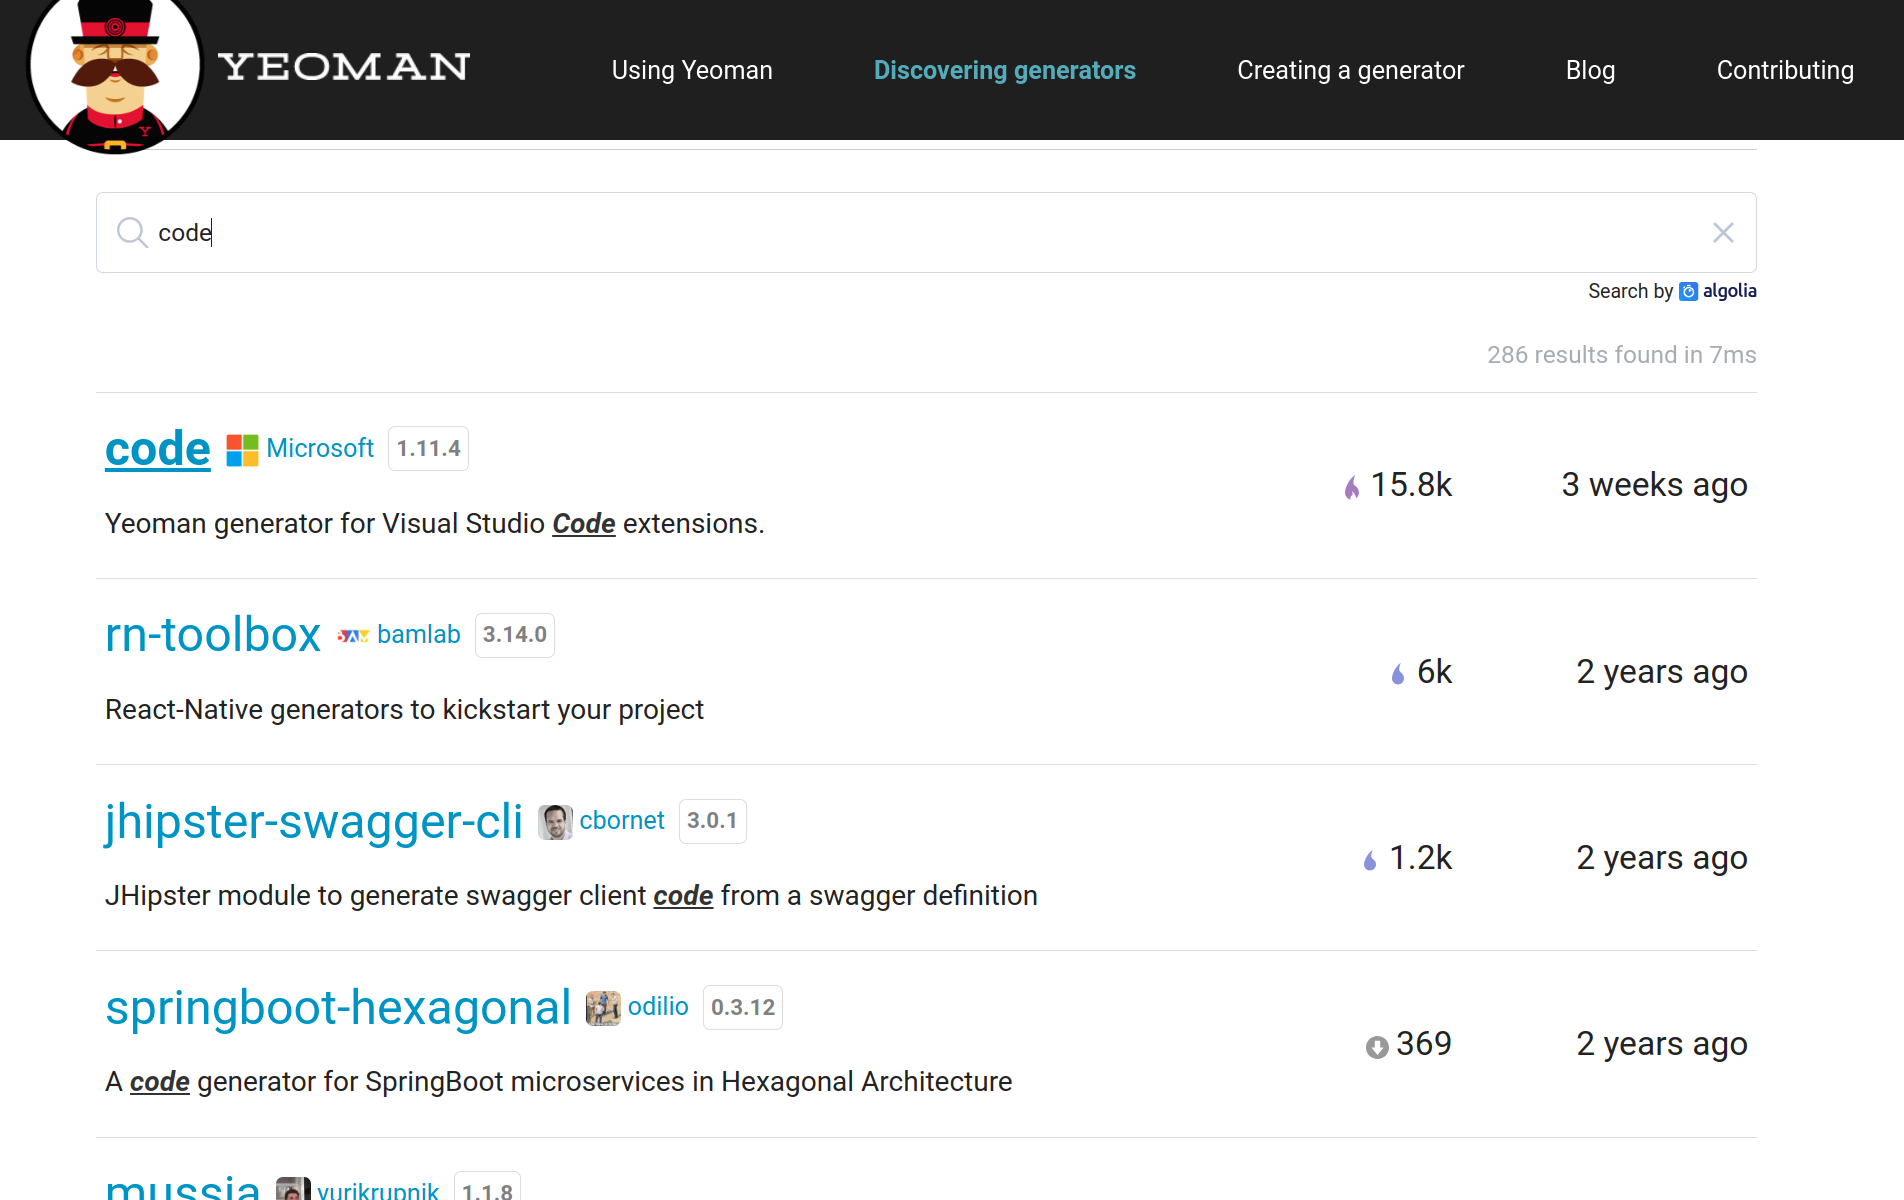 YEOMAN
Using Yeoman
Discovering generators
Creating a generator
Blog
Contributing
code
Search by algolia
286 results found in 7ms
code Microsoft 1.11.4
15.8k
3 weeks ago
Yeoman generator for Visual Studio Code extensions.
rn-toolbox bamlab 3.14.0
6k
2 years ago
React-Native generators to kickstart your project
jhipster-swagger-cli cbornet 3.0.1
1.2k
2 years ago
JHipster module to generate swagger client code from a swagger definition
springboot-hexagonal odilio 0.3.12
369
2 years ago
A code generator for SpringBoot microservices in Hexagonal Architecture
mussia yurikrupnik 1.1.8